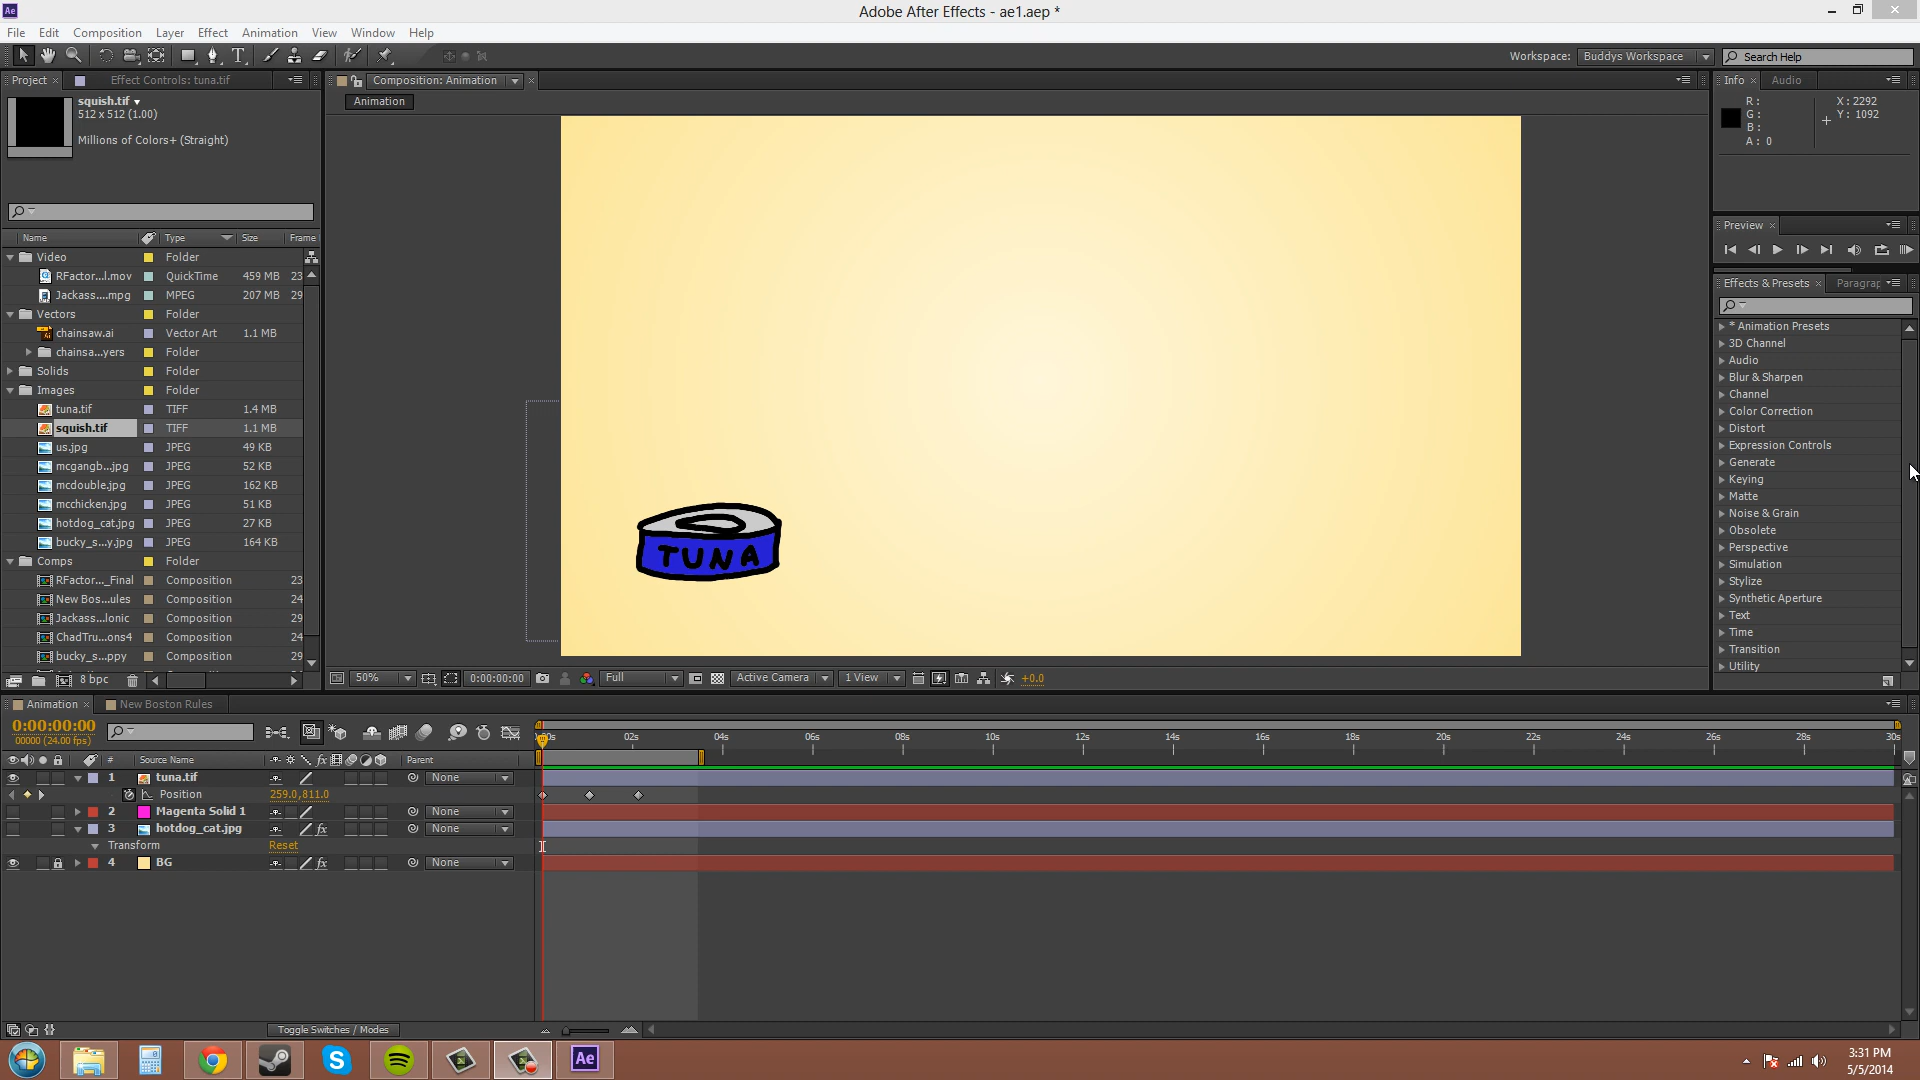 Adobe After Effects - ae1.aep *
File Edit Composition Layer Effect Animation View Window Help
Workspace: Buddys Workspace Search Help
Project Effect Controls: tuna.tif Composition: Animation Info Audio
squish.tif
512 x 512 (1.00)
Millions of Colors+ (Straight)
Animation
R: X: 2292
G: Y: 1092
B:
A: 0
Preview
Effects & Presets Paragrap
Name Type Size Frame
Video Folder
RFactor...l.mov QuickTime 459 MB 23
Jackass....mpg MPEG 207 MB 29
Vectors Folder
chainsaw.ai Vector Art 1.1 MB
chainsa...yers Folder
Solids Folder
Images Folder
tuna.tif TIFF 1.4 MB
squish.tif TIFF 1.1 MB
us.jpg JPEG 49 KB
mcgangb...jpg JPEG 52 KB
mcdouble.jpg JPEG 162 KB
mcchicken.jpg JPEG 51 KB
hotdog_cat.jpg JPEG 27 KB
bucky_s...y.jpg JPEG 164 KB
Comps Folder
RFactor..._Final Composition 23
New Bos...ules Composition 24
Jackass...lonic Composition 29
ChadTru...ons4 Composition 24
bucky_s...ppy Composition 29
8 bpc
TUNA
* Animation Presets
3D Channel
Audio
Blur & Sharpen
Channel
Color Correction
Distort
Expression Controls
Generate
Keying
Matte
Noise & Grain
Obsolete
Perspective
Simulation
Stylize
Synthetic Aperture
Text
Time
Transition
Utility
50% 0:00:00:00 Full Active Camera 1 View +0.0
Animation New Boston Rules
0:00:00:00
00000 (24.00 fps)
02s 04s 06s 08s 10s 12s 14s 16s 18s 20s 22s 24s 26s 28s 30s
# Source Name Parent
1 tuna.tif None
Position 259.0,811.0
2 Magenta Solid 1 None
3 hotdog_cat.jpg fx None
Transform Reset
4 BG fx None
Toggle Switches / Modes
3:31 PM
5/5/2014